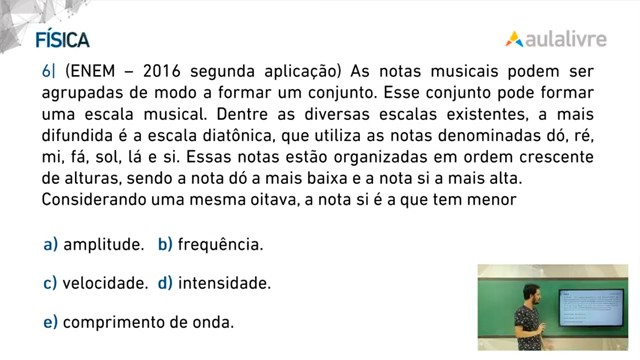 FÍSICA
aulalivre
6| (ENEM – 2016 segunda aplicação) As notas musicais podem ser
agrupadas de modo a formar um conjunto. Esse conjunto pode formar
uma escala musical. Dentre as diversas escalas existentes, a mais
difundida é a escala diatônica, que utiliza as notas denominadas dó, ré,
mi, fá, sol, lá e si. Essas notas estão organizadas em ordem crescente
de alturas, sendo a nota dó a mais baixa e a nota si a mais alta.
Considerando uma mesma oitava, a nota si é a que tem menor
a) amplitude. b) frequência.
c) velocidade. d) intensidade.
e) comprimento de onda.